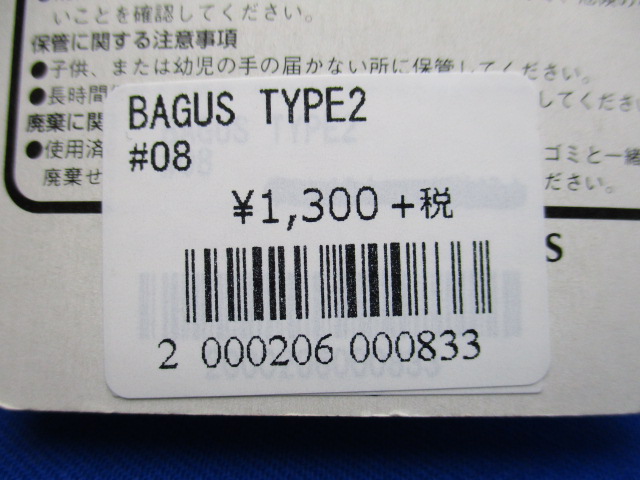 いことを確認してください。
保管に関する注意事項
●子供、または幼児の手の届かない所に保管してください。
●長時間
してくださ
廃棄に関
●使用済
ゴミと一緒
廃棄せ
ださい。
BAGUS TYPE2
#08
¥1,300+税
2 000206 000833
S